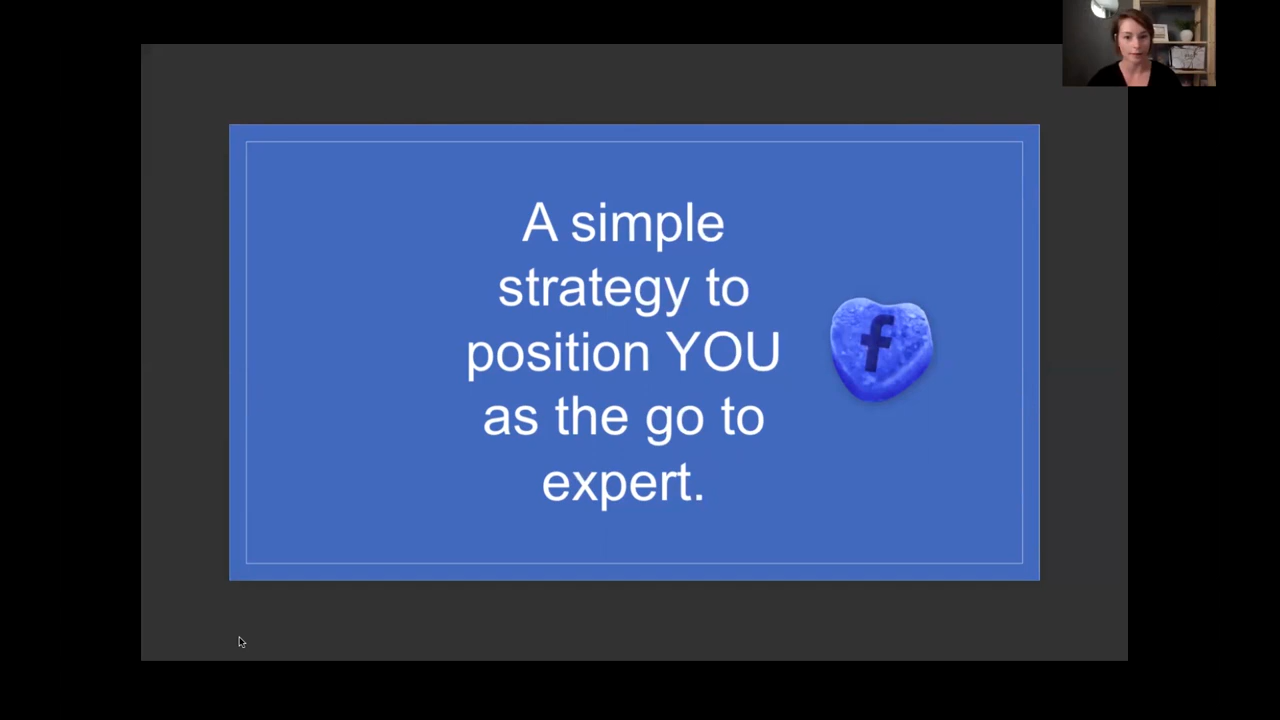 A simple
strategy to
position YOU
as the go to
expert.
f